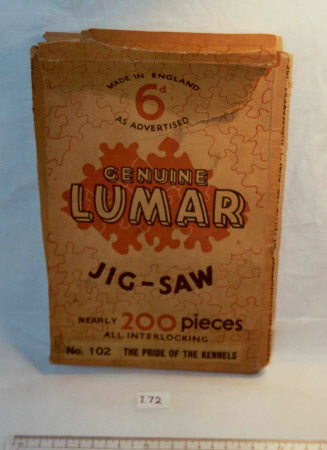 MADE IN ENGLAND
6d
AS ADVERTISED
GENUINE
LUMAR
JIG-SAW
NEARLY 200 pieces
ALL INTERLOCKING
No. 102 THE PRIDE OF THE KENNELS
I72